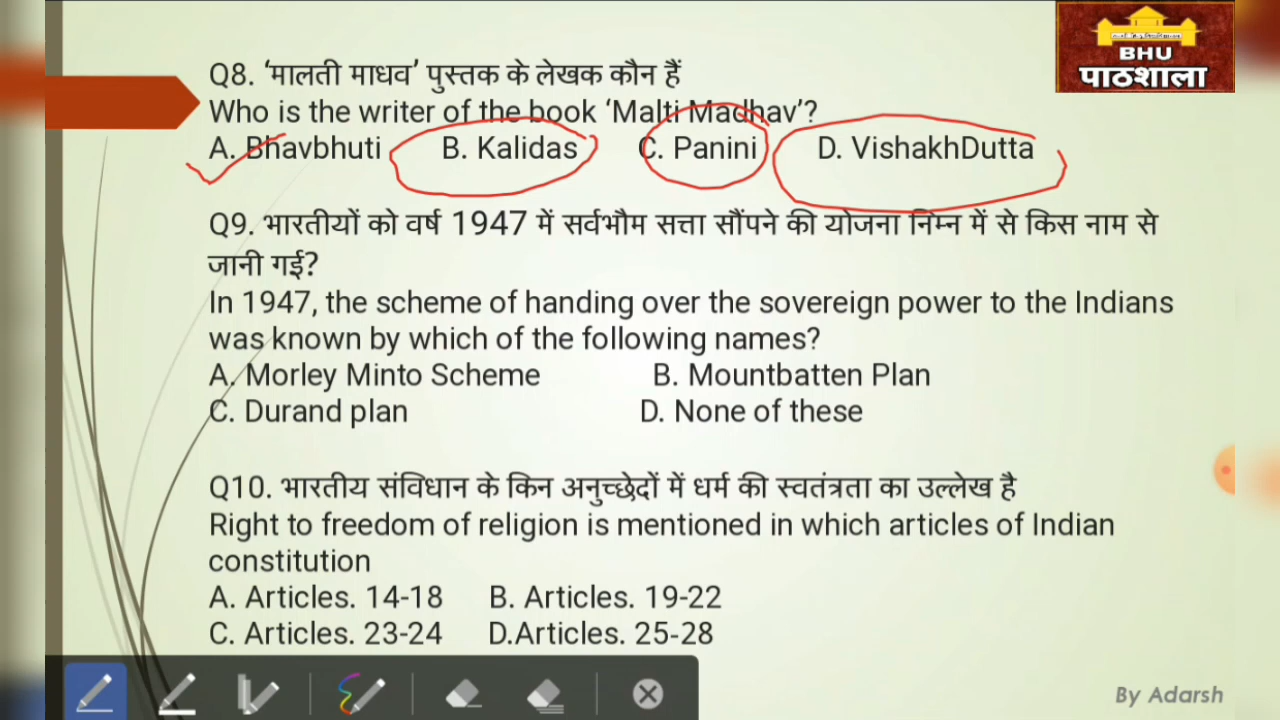 BHU
पाठशाला
Q8. ‘मालती माधव’ पुस्तक के लेखक कौन हैं
Who is the writer of the book ‘Malti Madhav’?
A. Bhavbhuti B. Kalidas C. Panini D. VishakhDutta
Q9. भारतीयों को वर्ष 1947 में सर्वभौम सत्ता सौंपने की योजना निम्न में से किस नाम से
जानी गई?
In 1947, the scheme of handing over the sovereign power to the Indians
was known by which of the following names?
A. Morley Minto Scheme B. Mountbatten Plan
C. Durand plan D. None of these
Q10. भारतीय संविधान के किन अनुच्छेदों में धर्म की स्वतंत्रता का उल्लेख है
Right to freedom of religion is mentioned in which articles of Indian
constitution
A. Articles. 14-18 B. Articles. 19-22
C. Articles. 23-24 D.Articles. 25-28
By Adarsh